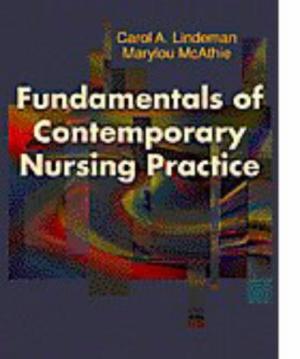 Carol A. Lindeman
Marylou McAthie
Fundamentals of
Contemporary
Nursing Practice